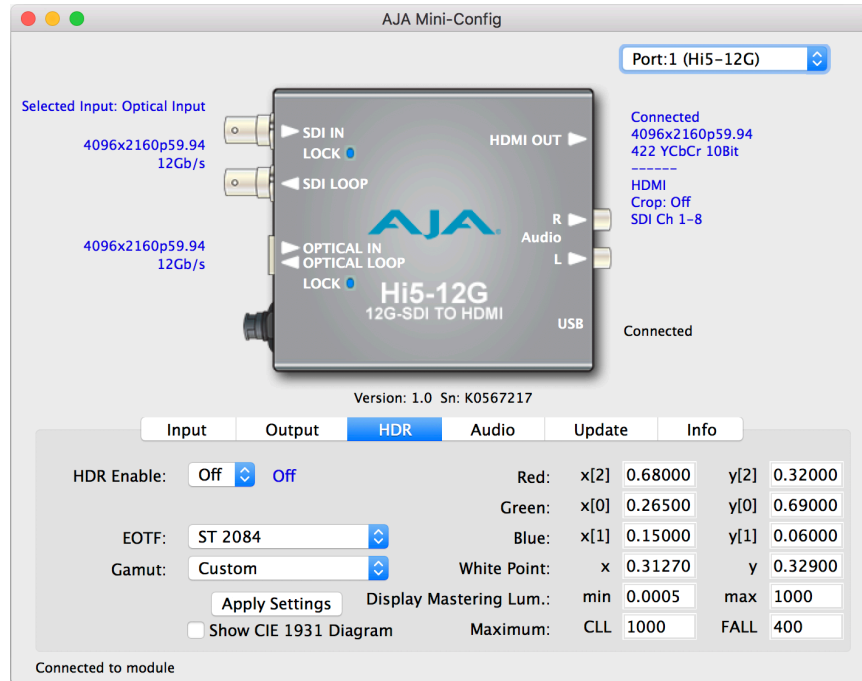 AJA Mini-Config
Port:1 (Hi5-12G)
Selected Input: Optical Input
4096x2160p59.94
12Gb/s
4096x2160p59.94
12Gb/s
SDI IN
LOCK
SDI LOOP
HDMI OUT
AJA
R
Audio
L
OPTICAL IN
OPTICAL LOOP
LOCK
Hi5-12G
12G-SDI TO HDMI
USB
Connected
4096x2160p59.94
422 YCbCr 10Bit
------
HDMI
Crop: Off
SDI Ch 1-8
Connected
Version: 1.0 Sn: K0567217
Input Output HDR Audio Update Info
HDR Enable: Off Off
EOTF: ST 2084
Gamut: Custom
Apply Settings
Show CIE 1931 Diagram
Red: x[2] 0.68000 y[2] 0.32000
Green: x[0] 0.26500 y[0] 0.69000
Blue: x[1] 0.15000 y[1] 0.06000
White Point: x 0.31270 y 0.32900
Display Mastering Lum.: min 0.0005 max 1000
Maximum: CLL 1000 FALL 400
Connected to module